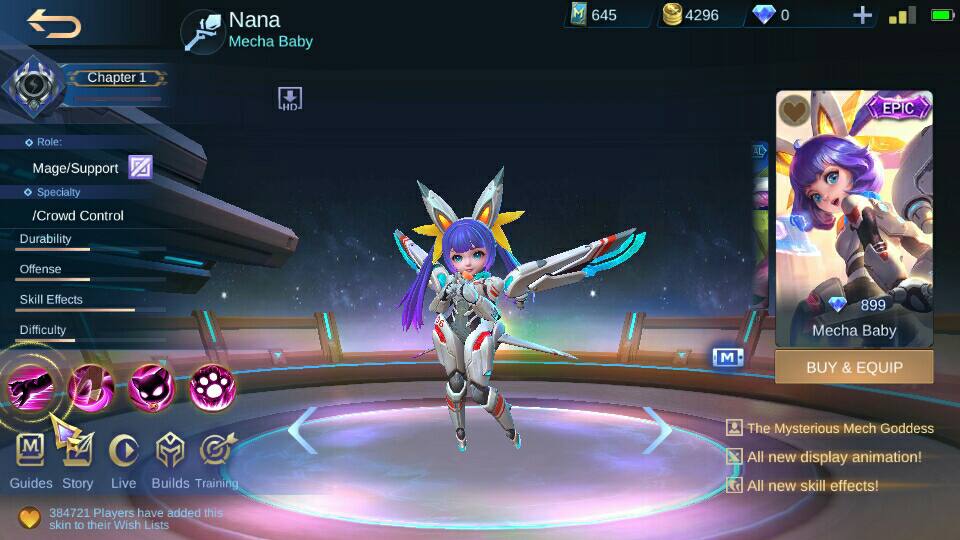 Nana
Mecha Baby
645
4296
0
Chapter 1
HD
Role:
Mage/Support
Specialty
/Crowd Control
Durability
Offense
Skill Effects
Difficulty
EPIC
899
Mecha Baby
M
BUY & EQUIP
The Mysterious Mech Goddess
All new display animation!
All new skill effects!
Guides
Story
Live
Builds
Training
384721 Players have added this
skin to their Wish Lists